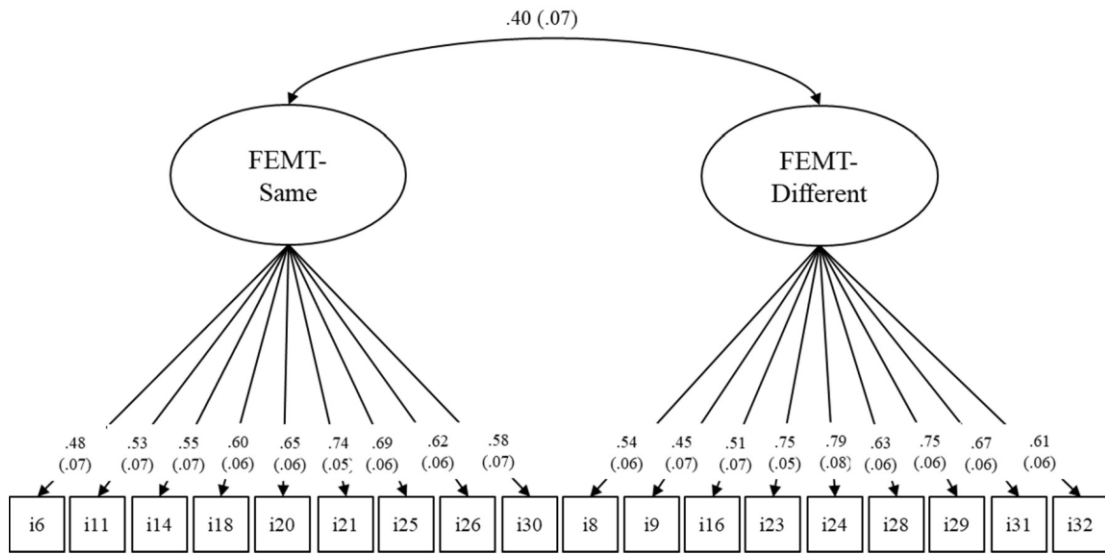 .40 (.07)
FEMT-
Same
FEMT-
Different
.48 .53 .55 .60 .65 .74 .69 .62 .58 .54 .45 .51 .75 .79 .63 .75 .67 .61
(.07) (.07) (.07) (.06) (.06) (.05) (.06) (.06) (.07) (.06) (.07) (.07) (.05) (.08) (.06) (.06) (.06) (.06)
i6 i11 i14 i18 i20 i21 i25 i26 i30 i8 i9 i16 i23 i24 i28 i29 i31 i32